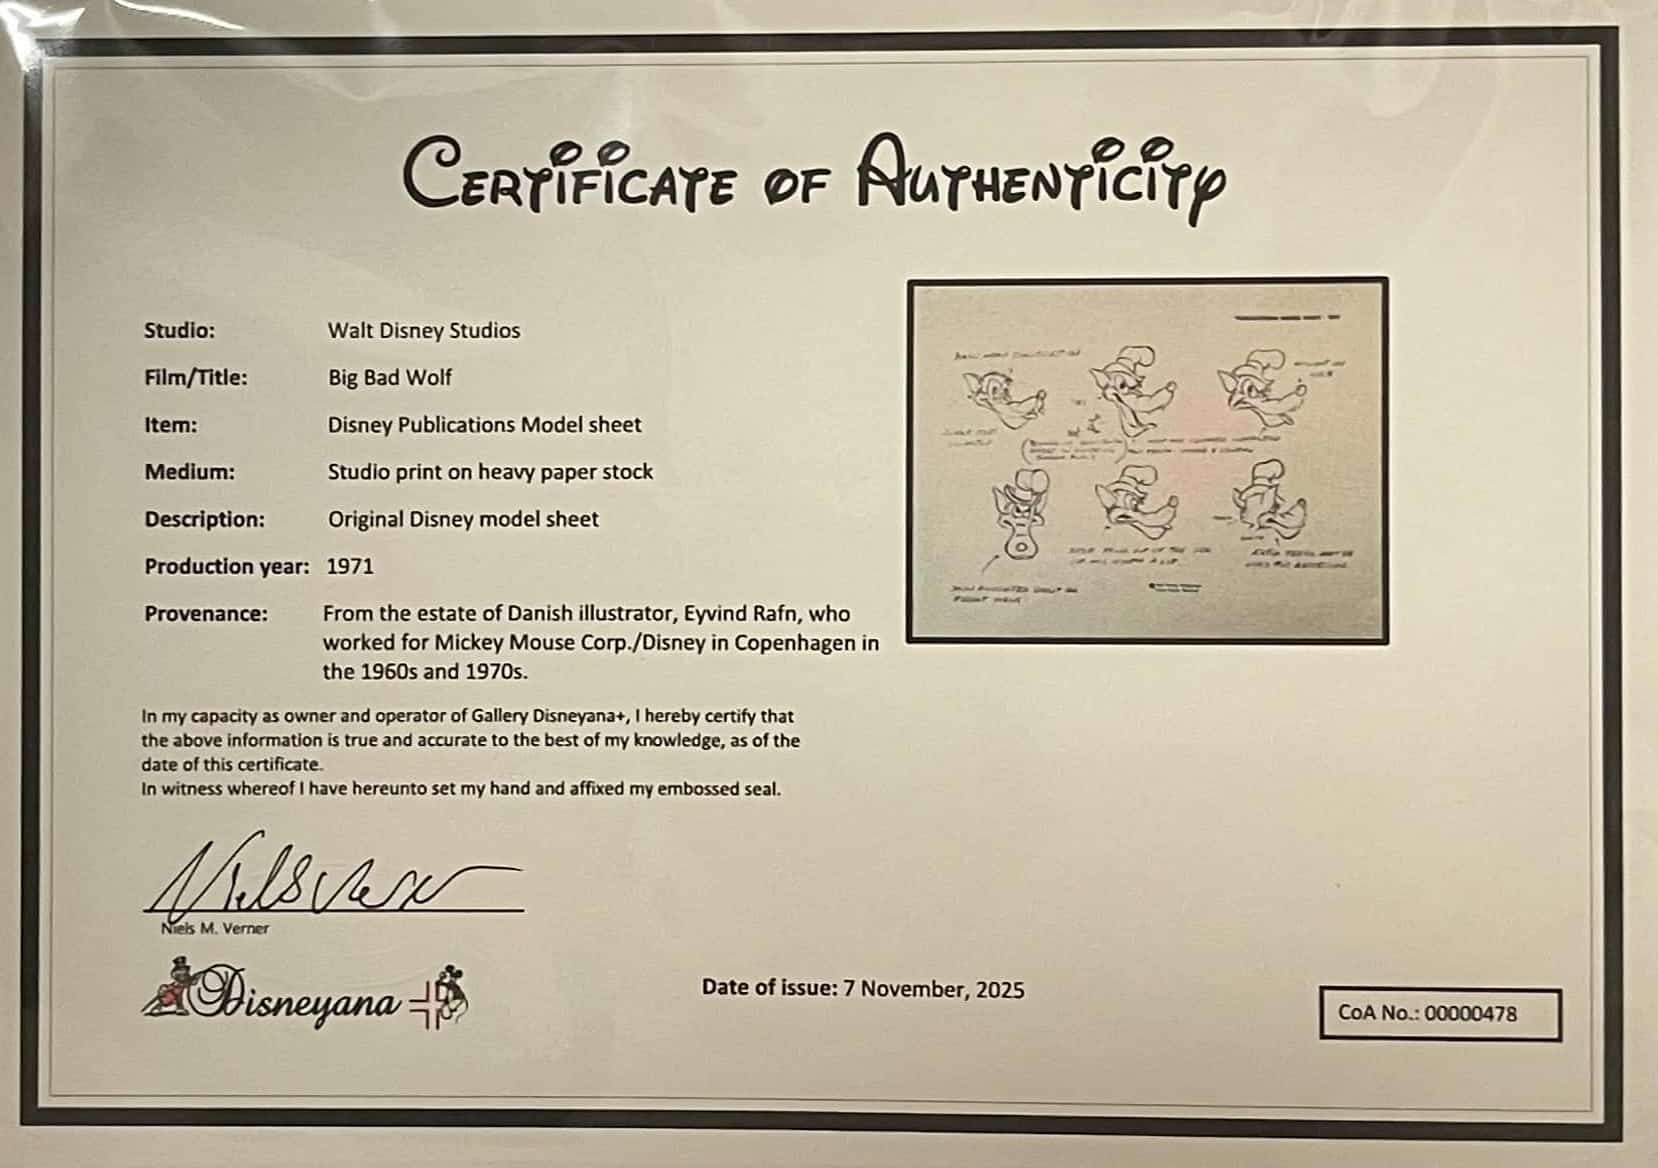 Certificate of Authenticity
Studio: Walt Disney Studios
Film/Title: Big Bad Wolf
Item: Disney Publications Model sheet
Medium: Studio print on heavy paper stock
Description: Original Disney model sheet
Production year: 1971
Provenance: From the estate of Danish illustrator, Eyvind Rafn, who
worked for Mickey Mouse Corp./Disney in Copenhagen in
the 1960s and 1970s.
In my capacity as owner and operator of Gallery Disneyana+, I hereby certify that
the above information is true and accurate to the best of my knowledge, as of the
date of this certificate.
In witness whereof I have hereunto set my hand and affixed my embossed seal.
Niels M. Verner
Disneyana
Date of issue: 7 November, 2025
CoA No.: 00000478